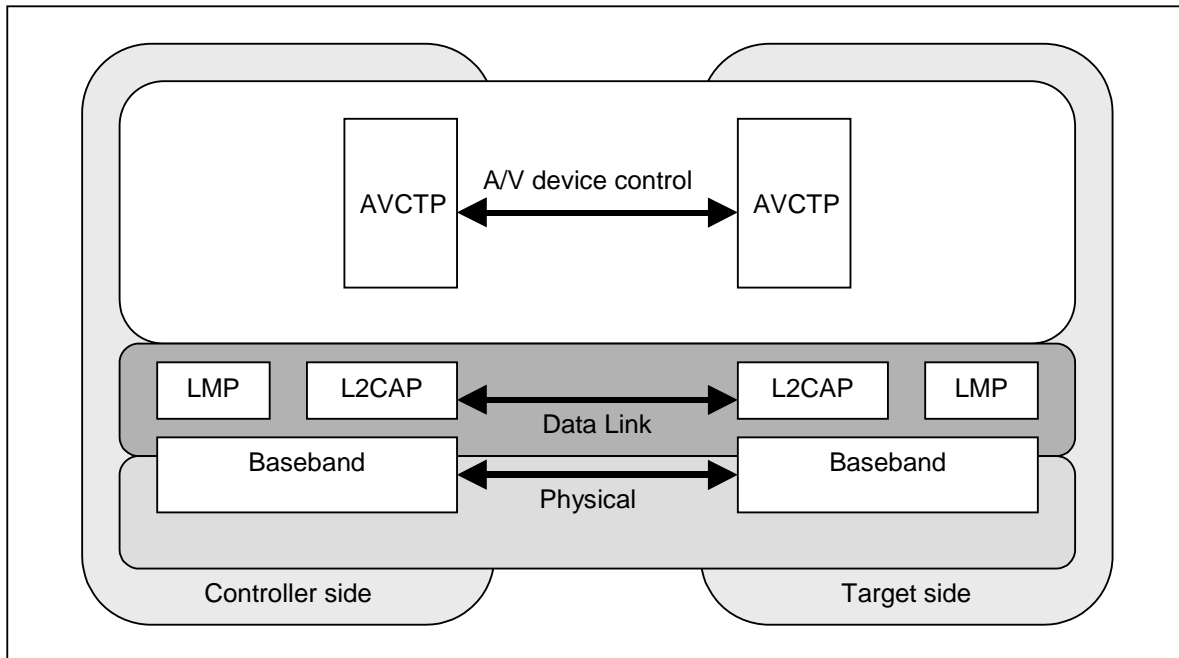 A/V device control
AVCTP
AVCTP
LMP
L2CAP
L2CAP
LMP
Data Link
Baseband
Baseband
Physical
Controller side
Target side